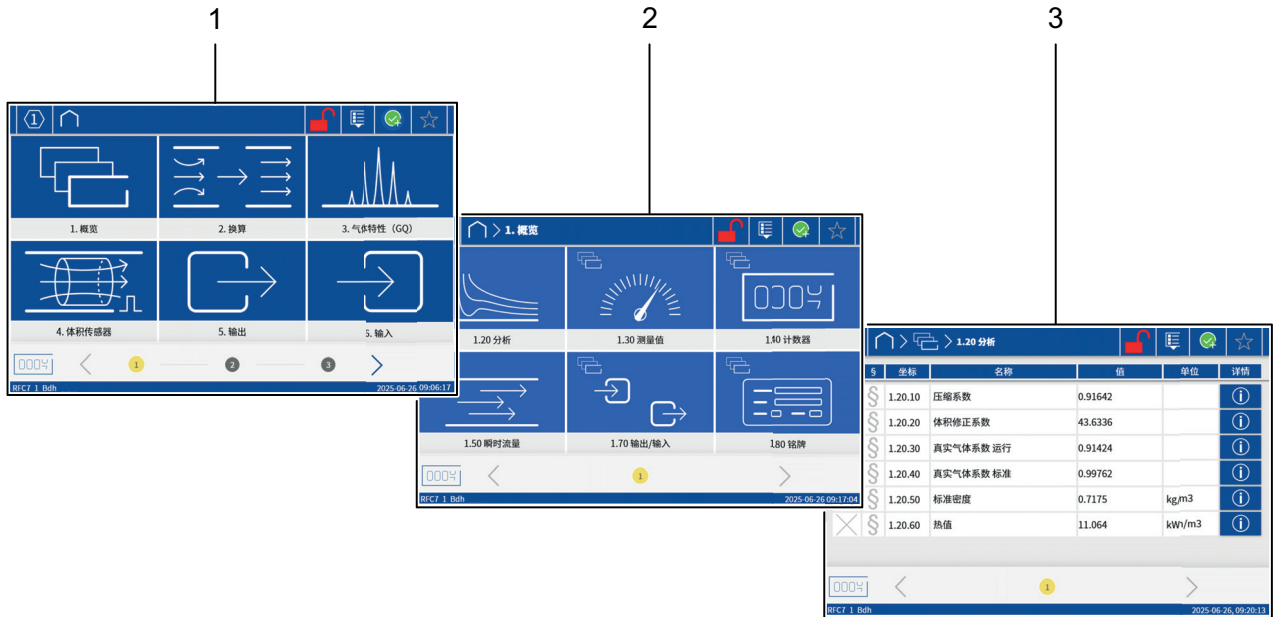 1
2
3
1
1. 概览
2. 换算
3. 气体特性（GQ）
4. 体积传感器
5. 输出
6. 输入
0004
1
2
3
RFC7 1 Bdh
2025-06-26 09:06:17
1. 概览
0004
1.20 分析
1.30 测量值
1.40 计数器
1.50 瞬时流量
1.70 输出/输入
1.80 铭牌
0004
1
RFC7 1 Bdh
2025-06-26 09:17:04
1.20 分析
§ 坐标 名称 值 单位 详情
§ 1.20.10 压缩系数 0.91642
§ 1.20.20 体积修正系数 43.6336
§ 1.20.30 真实气体系数 运行 0.91424
§ 1.20.40 真实气体系数 标准 0.99762
§ 1.20.50 标准密度 0.7175 kg/m3
§ 1.20.60 热值 11.064 kWh/m3
0004
1
RFC7 1 Bdh
2025-06-26, 09:20:13